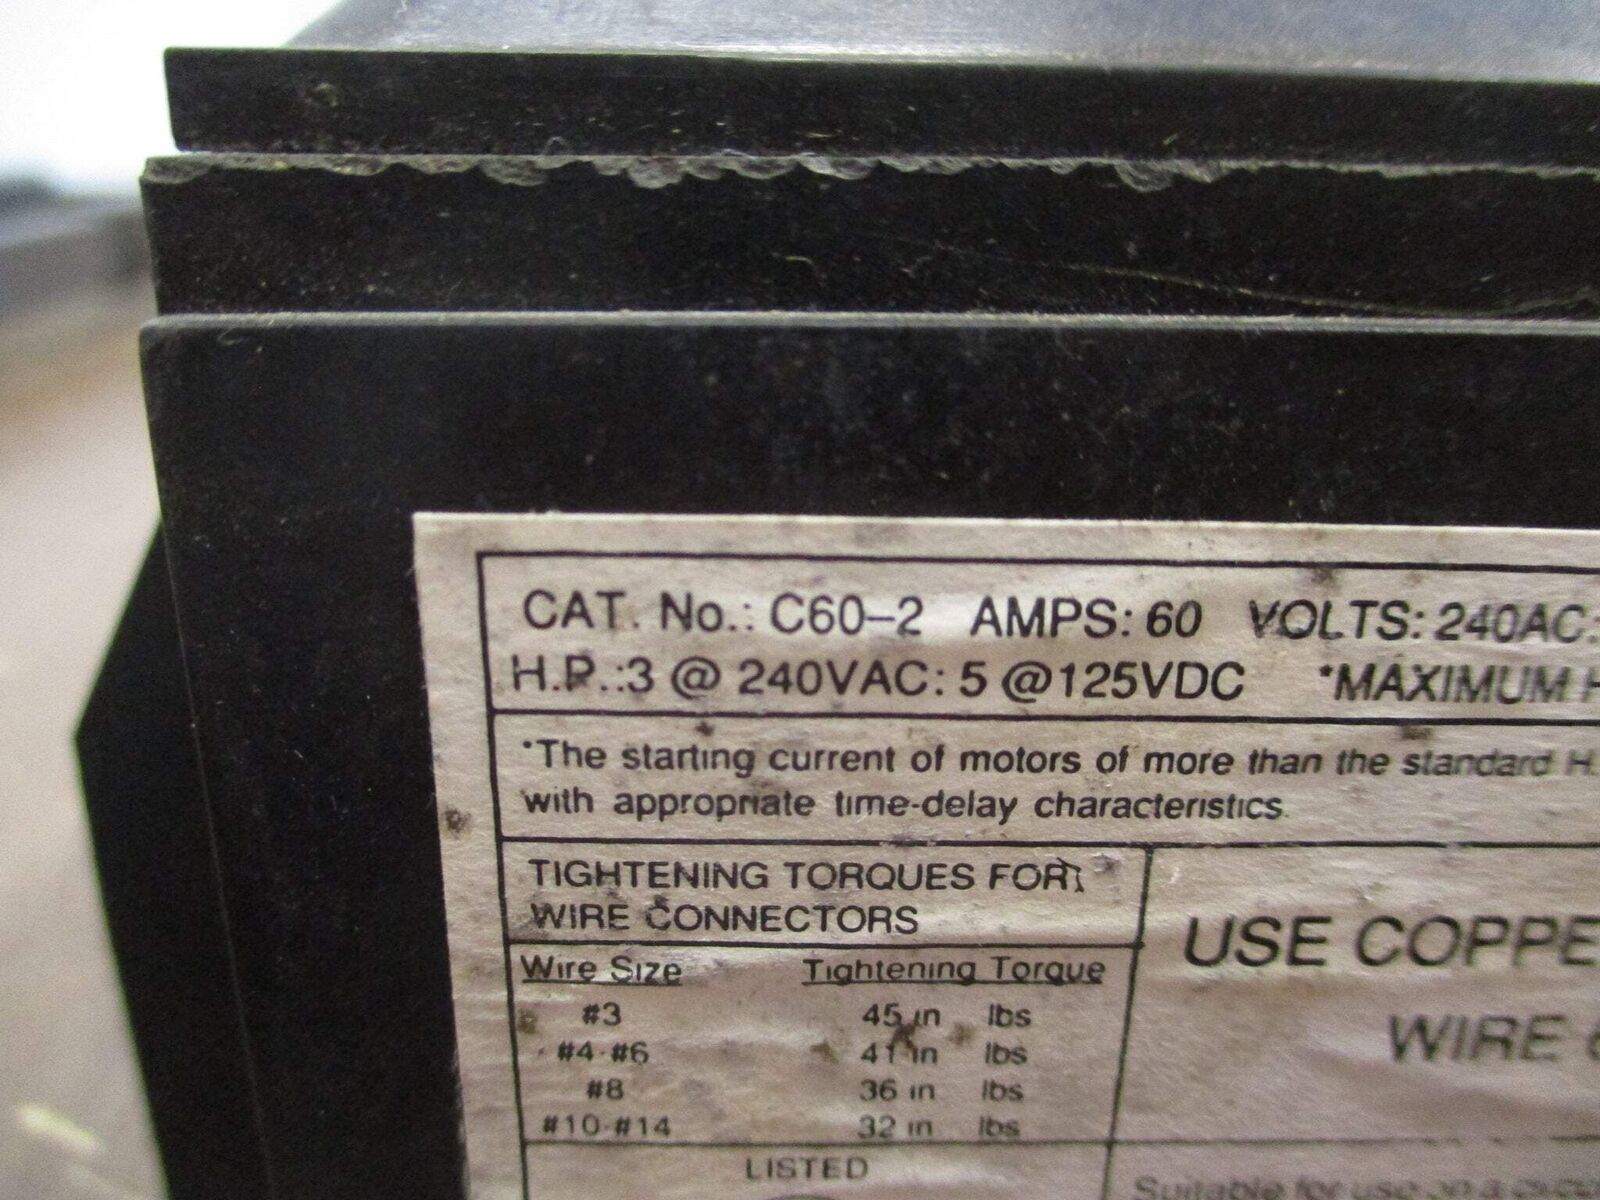 CAT. No.: C60-2 AMPS: 60 VOLTS: 240AC:
H.P.:3 @ 240VAC: 5 @125VDC *MAXIMUM H
*The starting current of motors of more than the standard H.
with appropriate time-delay characteristics.
TIGHTENING TORQUES FOR
WIRE CONNECTORS
Wire Size Tightening Torque
#3 45 in lbs
#4-#6 41 in lbs
#8 36 in lbs
#10-#14 32 in lbs
USE COPPE
WIRE
LISTED
Suitable for use